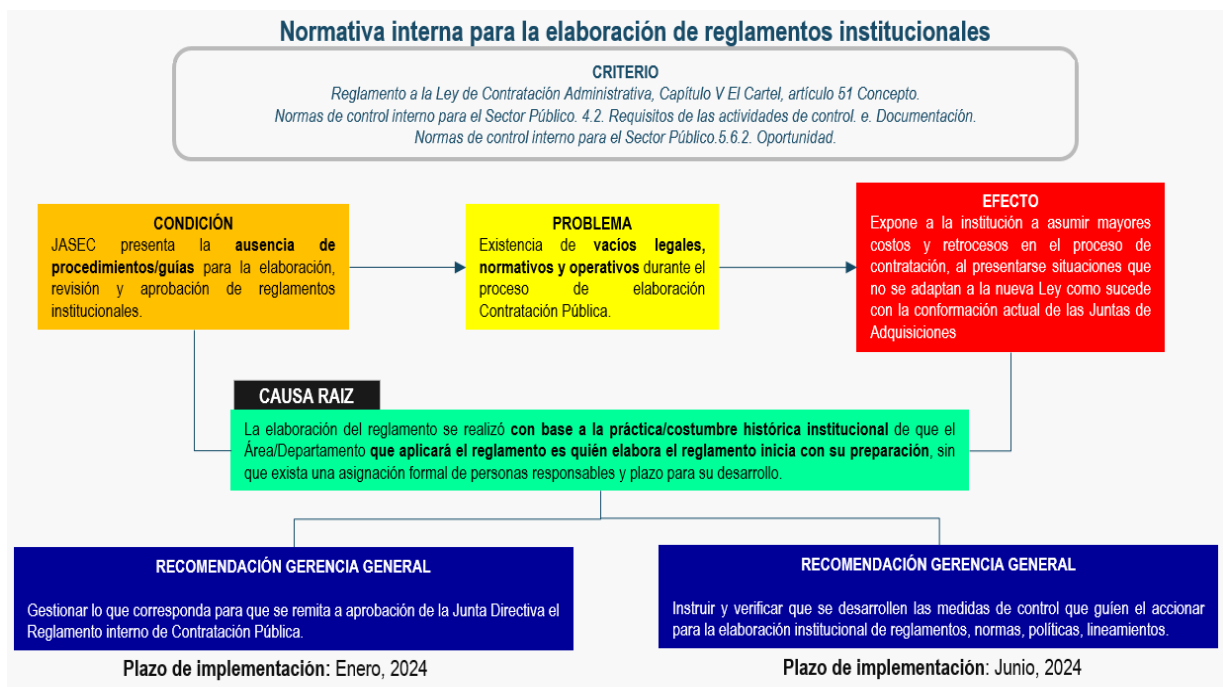 Normativa interna para la elaboración de reglamentos institucionales
CRITERIO
Reglamento a la Ley de Contratación Administrativa, Capítulo V El Cartel, artículo 51 Concepto.
Normas de control interno para el Sector Público. 4.2. Requisitos de las actividades de control. e. Documentación.
Normas de control interno para el Sector Público.5.6.2. Oportunidad.
CONDICIÓN
JASEC presenta la ausencia de
procedimientos/guías para la elaboración,
revisión y aprobación de reglamentos
institucionales.
PROBLEMA
Existencia de vacíos legales,
normativos y operativos durante el
proceso de elaboración
Contratación Pública.
EFECTO
Expone a la institución a asumir mayores
costos y retrocesos en el proceso de
contratación, al presentarse situaciones que
no se adaptan a la nueva Ley como sucede
con la conformación actual de las Juntas de
Adquisiciones
CAUSA RAIZ
La elaboración del reglamento se realizó con base a la práctica/costumbre histórica institucional de que el
Área/Departamento que aplicará el reglamento es quién elabora el reglamento inicia con su preparación, sin
que exista una asignación formal de personas responsables y plazo para su desarrollo.
RECOMENDACIÓN GERENCIA GENERAL
Gestionar lo que corresponda para que se remita a aprobación de la Junta Directiva el
Reglamento interno de Contratación Pública.
Plazo de implementación: Enero, 2024
RECOMENDACIÓN GERENCIA GENERAL
Instruir y verificar que se desarrollen las medidas de control que guíen el accionar
para la elaboración institucional de reglamentos, normas, políticas, lineamientos.
Plazo de implementación: Junio, 2024